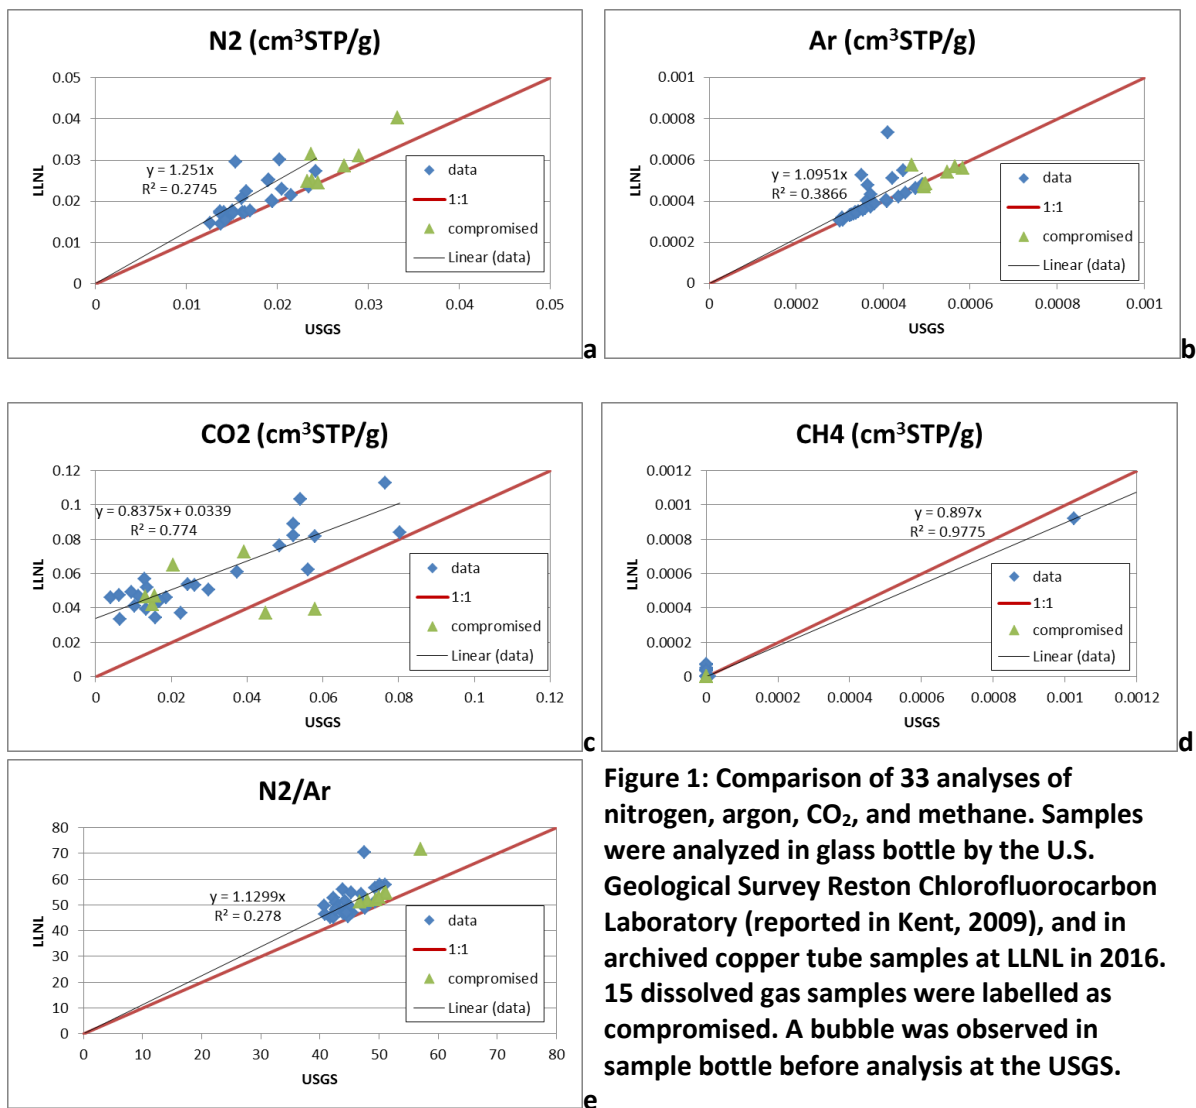 N2 (cm³STP/g)
0.05
0.04
0.03
0.02
0.01
0
LLNL
y = 1.251x
R² = 0.2745
data
1:1
compromised
Linear (data)
0
0.01
0.02
0.03
0.04
0.05
USGS
a
Ar (cm³STP/g)
0.001
0.0008
0.0006
0.0004
0.0002
0
LLNL
y = 1.0951x
R² = 0.3866
data
1:1
compromised
Linear (data)
0
0.0002
0.0004
0.0006
0.0008
0.001
USGS
b
CO2 (cm³STP/g)
0.12
0.1
0.08
0.06
0.04
0.02
0
LLNL
y = 0.8375x + 0.0339
R² = 0.774
data
1:1
compromised
Linear (data)
0
0.02
0.04
0.06
0.08
0.1
0.12
USGS
c
CH4 (cm³STP/g)
0.0012
0.001
0.0008
0.0006
0.0004
0.0002
0
LLNL
y = 0.897x
R² = 0.9775
data
1:1
compromised
Linear (data)
0
0.0002
0.0004
0.0006
0.0008
0.001
0.0012
USGS
d
N2/Ar
80
70
60
50
40
30
20
10
0
LLNL
y = 1.1299x
R² = 0.278
data
1:1
compromised
Linear (data)
0
10
20
30
40
50
60
70
80
USGS
e
Figure 1: Comparison of 33 analyses of
nitrogen, argon, CO₂, and methane. Samples
were analyzed in glass bottle by the U.S.
Geological Survey Reston Chlorofluorocarbon
Laboratory (reported in Kent, 2009), and in
archived copper tube samples at LLNL in 2016.
15 dissolved gas samples were labelled as
compromised. A bubble was observed in
sample bottle before analysis at the USGS.